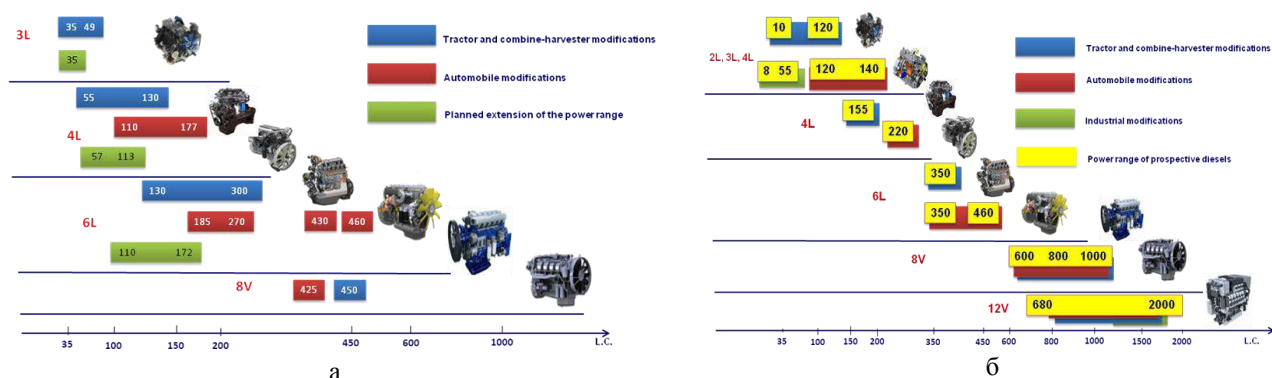 35 49
3L
35
Tractor and combine-harvester modifications
Automobile modifications
Planned extension of the power range
55 130
110 177
4L
57 113
130 300
6L
185 270
430
460
110 172
8V
425
450
35 100 150 200 450 600 1000 L.C.
а
10 120
2L, 3L, 4L
8 55
120 140
Tractor and combine-harvester modifications
Automobile modifications
Industrial modifications
Power range of prospective diesels
4L
155
220
6L
350
350 460
8V
600 800 1000
12V
680 2000
35 100 150 200 350 450 600 800 1000 1500 2000 L.C.
б